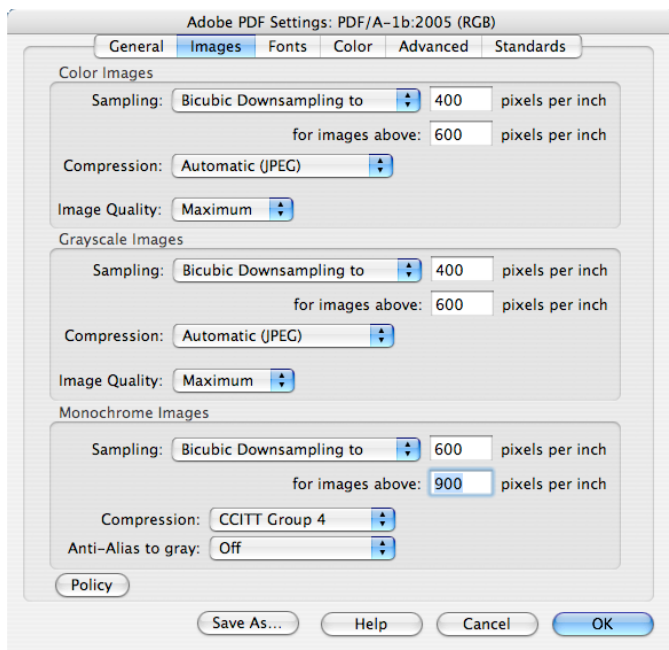 Adobe PDF Settings: PDF/A-1b:2005 (RGB)
General Images Fonts Color Advanced Standards
Color Images
Sampling: Bicubic Downsampling to 400 pixels per inch
for images above: 600 pixels per inch
Compression: Automatic (JPEG)
Image Quality: Maximum
Grayscale Images
Sampling: Bicubic Downsampling to 400 pixels per inch
for images above: 600 pixels per inch
Compression: Automatic (JPEG)
Image Quality: Maximum
Monochrome Images
Sampling: Bicubic Downsampling to 600 pixels per inch
for images above: 900 pixels per inch
Compression: CCITT Group 4
Anti-Alias to gray: Off
Policy
Save As... Help Cancel OK